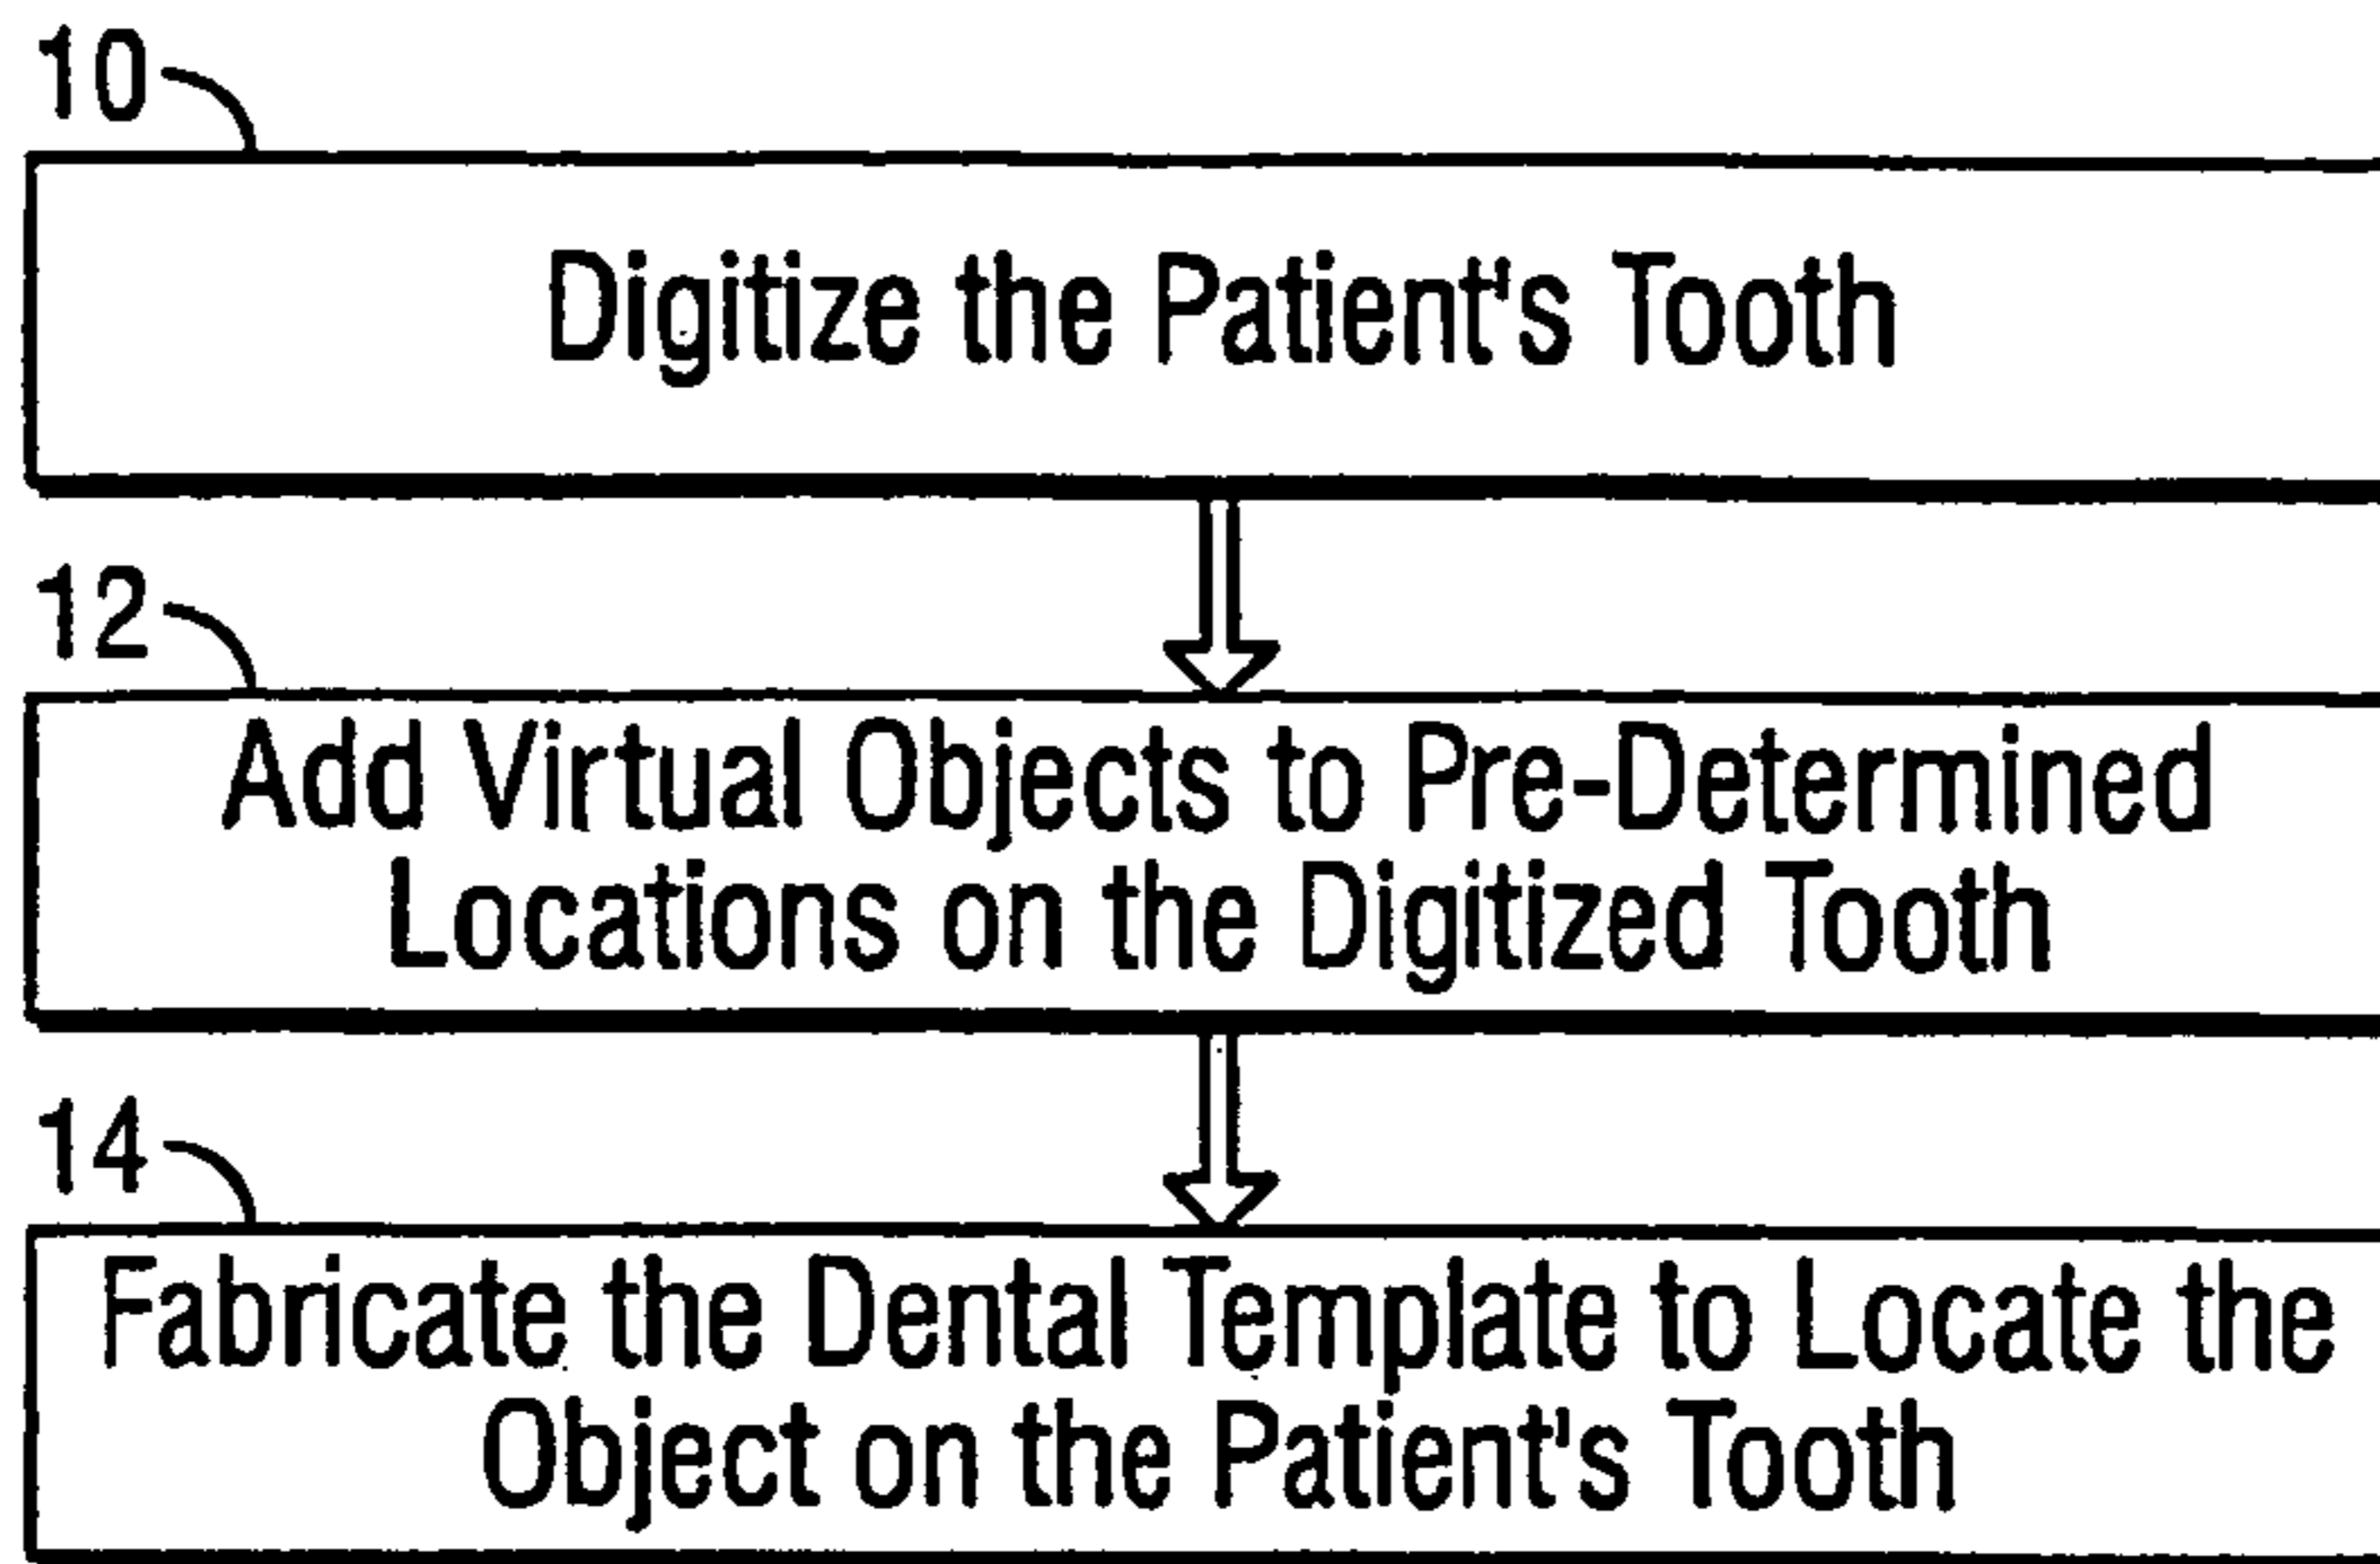 10
Digitize the Patient's Tooth
12
Add Virtual Objects to Pre-Determined
Locations on the Digitized Tooth
14
Fabricate the Dental Template to Locate the
Object on the Patient's Tooth